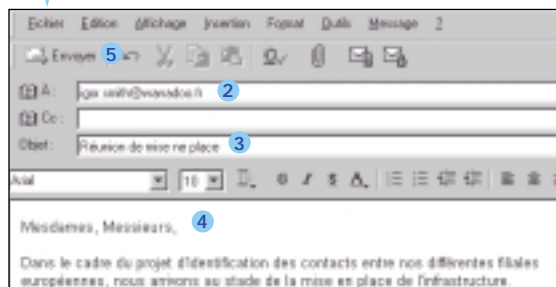 Fichier Edition Affichage Insertion Format Outils Message ?
Envoyer 5
À : igor.smith@wanadoo.fr 2
Cc :
Objet : Réunion de mise ne place 3
Arial 10 G I S A
Mesdames, Messieurs, 4
Dans le cadre du projet d'identification des contacts entre nos différentes filiales
européennes, nous arrivons au stade de la mise en place de l'infrastructure.